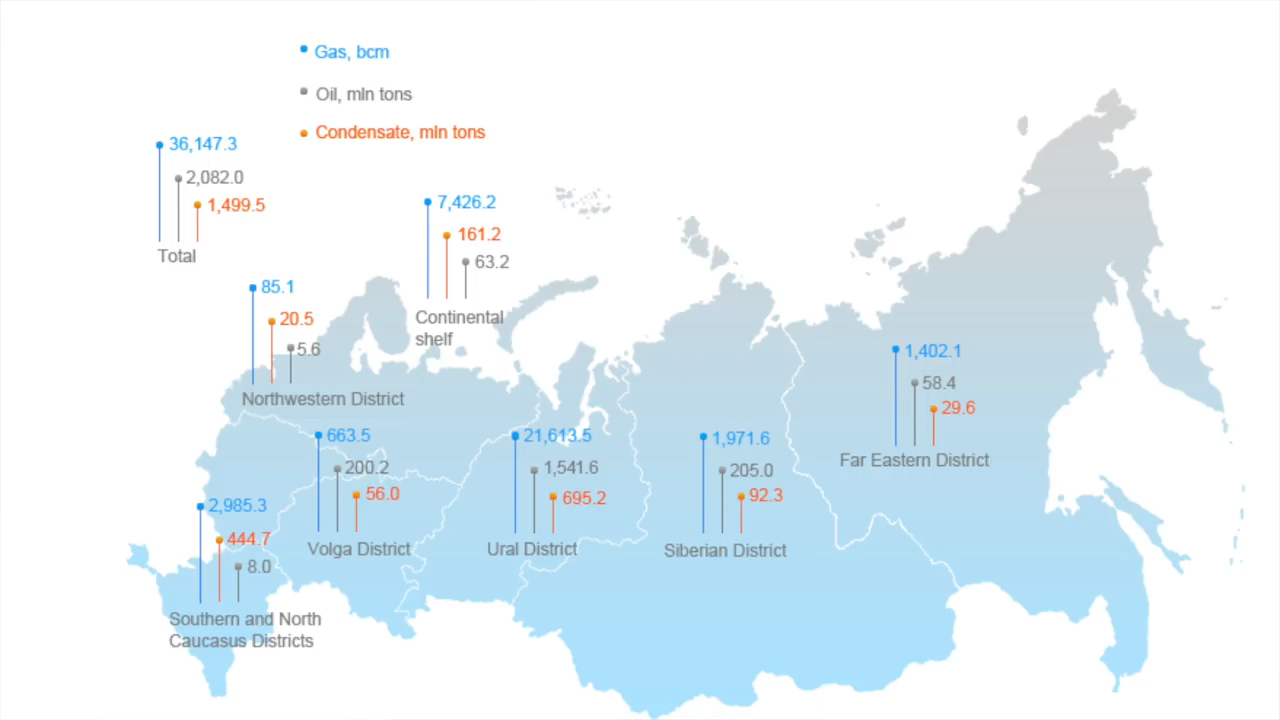 Gas, bcm
Oil, mln tons
Condensate, mln tons
36,147.3
2,082.0
1,499.5
Total
7,426.2
161.2
63.2
Continental
shelf
85.1
20.5
5.6
Northwestern District
1,402.1
58.4
29.6
Far Eastern District
663.5
200.2
56.0
Volga District
21,613.5
1,541.6
695.2
Ural District
1,971.6
205.0
92.3
Siberian District
2,985.3
444.7
8.0
Southern and North
Caucasus Districts